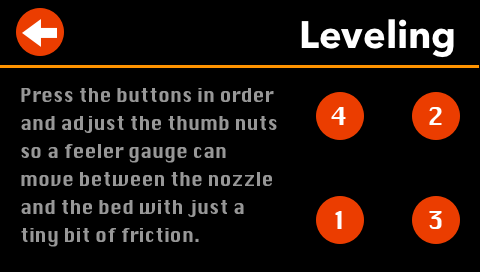 Leveling
Press the buttons in order
and adjust the thumb nuts
so a feeler gauge can
move between the nozzle
and the bed with just a
tiny bit of friction.
4 2
1 3